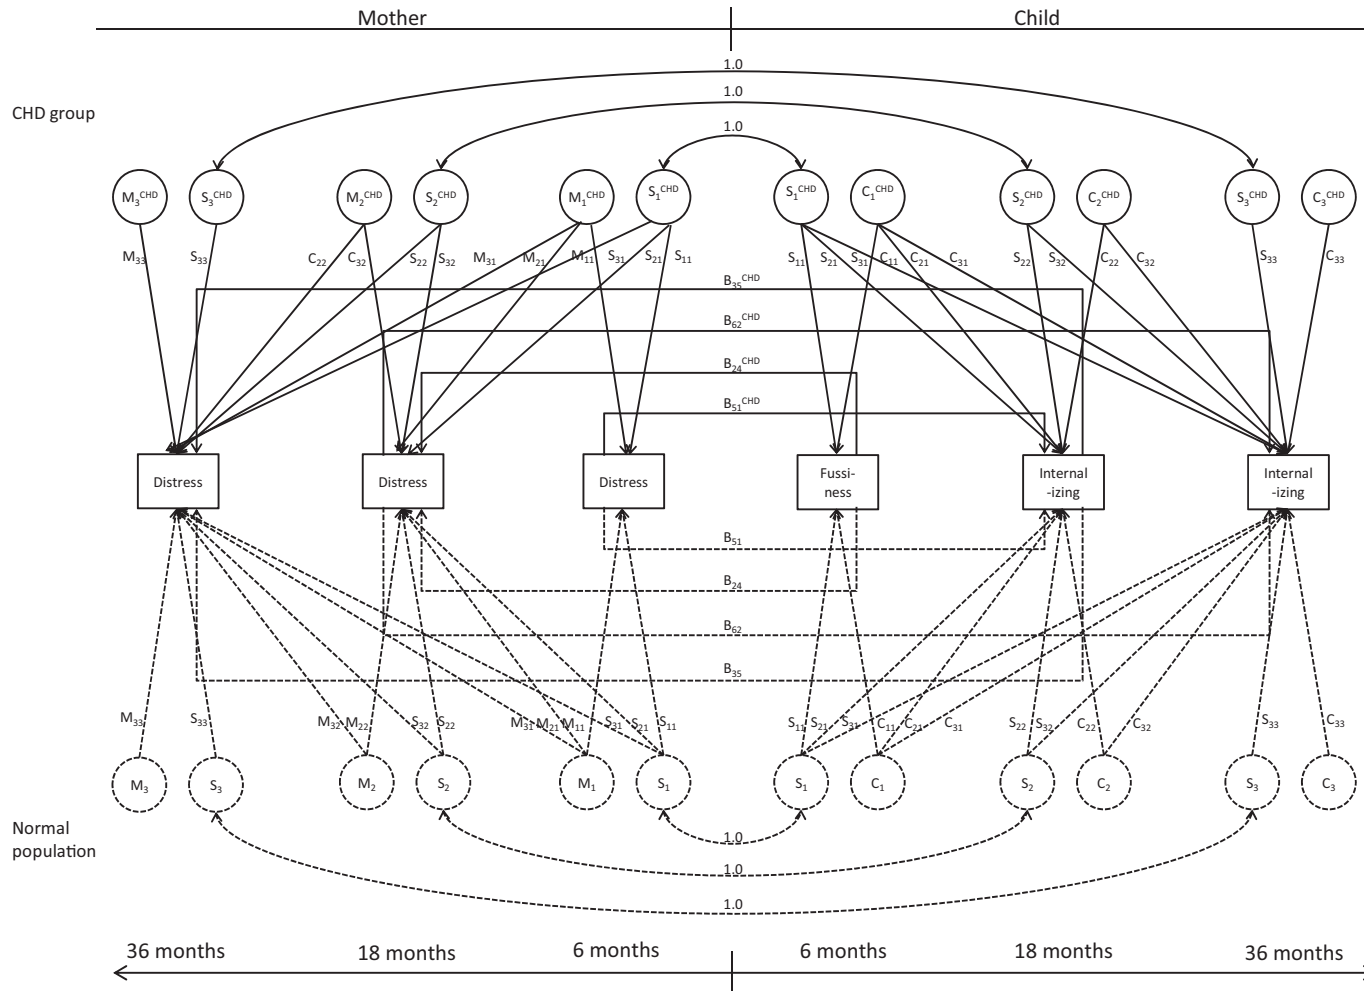 Mother Child
1.0
CHD group
1.0
1.0
M₃ᶜᴴᴰ S₃ᶜᴴᴰ M₂ᶜᴴᴰ S₂ᶜᴴᴰ M₁ᶜᴴᴰ S₁ᶜᴴᴰ S₁ᶜᴴᴰ C₁ᶜᴴᴰ S₂ᶜᴴᴰ C₂ᶜᴴᴰ S₃ᶜᴴᴰ C₃ᶜᴴᴰ
M₃₃ S₃₃ C₂₂ C₃₂ S₂₂ S₃₂ M₃₁ M₂₁ M₁₁ S₃₁ S₂₁ S₁₁ S₁₁ S₂₁ S₃₁ C₁₁ C₂₁ C₃₁ S₂₂ S₃₂ C₂₂ C₃₂ S₃₃ C₃₃
B₃₅ᶜᴴᴰ
B₆₂ᶜᴴᴰ
B₂₄ᶜᴴᴰ
B₅₁ᶜᴴᴰ
Distress Distress Distress Fussi-
ness Internal
-izing Internal
-izing
B₅₁
B₂₄
B₆₂
B₃₅
M₃₃ S₃₃ M₃₂ M₂₂ S₃₂ S₂₂ M₃₁ M₂₁ M₁₁ S₃₁ S₂₁ S₁₁ S₁₁ S₂₁ S₃₁ C₁₁ C₂₁ C₃₁ S₂₂ S₃₂ C₂₂ C₃₂ S₃₃ C₃₃
M₃ S₃ M₂ S₂ M₁ S₁ S₁ C₁ S₂ C₂ S₃ C₃
Normal
population
1.0
1.0
1.0
36 months 18 months 6 months 6 months 18 months 36 months